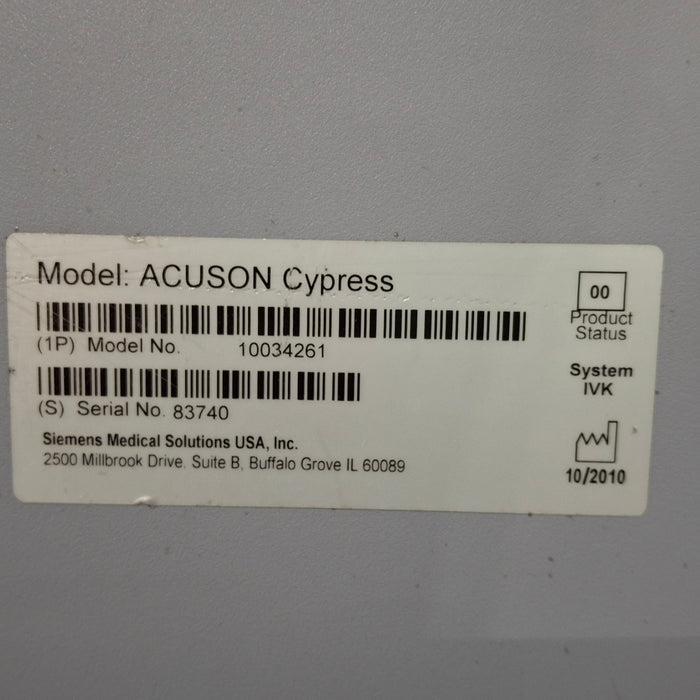 Model: ACUSON Cypress
(1P) Model No. 10034261
(S) Serial No. 83740
Siemens Medical Solutions USA, Inc.
2500 Millbrook Drive. Suite B, Buffalo Grove IL 60089
00
Product
Status
System
IVK
10/2010